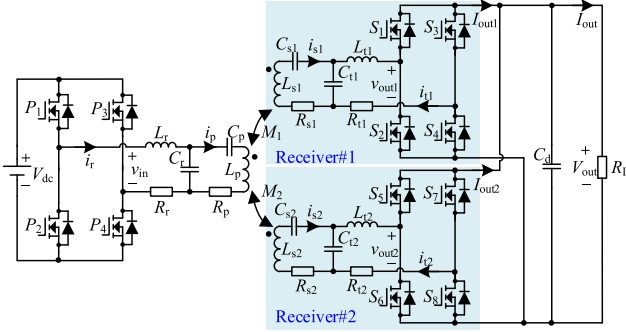 S1
S3
Iout1
Iout
Cs1
is1
Lt1
Ls1
Ct1
vout1
+
−
it1
Rs1
Rt1
S2
S4
M1
Receiver#1
P1
P3
Lr
ip
Cp
ir
+
vin
−
Cr
Lp
+
Vdc
−
Rr
Rp
P2
P4
Cd
+
Vout
−
RL
M2
Iout2
S5
S7
Cs2
is2
Lt2
Ls2
Ct2
+
vout2
−
it2
Rs2
Rt2
S6
S8
Receiver#2